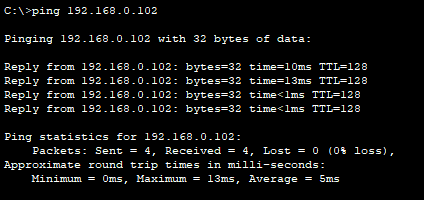 C:\>ping 192.168.0.102
Pinging 192.168.0.102 with 32 bytes of data:
Reply from 192.168.0.102: bytes=32 time=10ms TTL=128
Reply from 192.168.0.102: bytes=32 time=13ms TTL=128
Reply from 192.168.0.102: bytes=32 time<1ms TTL=128
Reply from 192.168.0.102: bytes=32 time<1ms TTL=128
Ping statistics for 192.168.0.102:
Packets: Sent = 4, Received = 4, Lost = 0 (0% loss),
Approximate round trip times in milli-seconds:
Minimum = 0ms, Maximum = 13ms, Average = 5ms